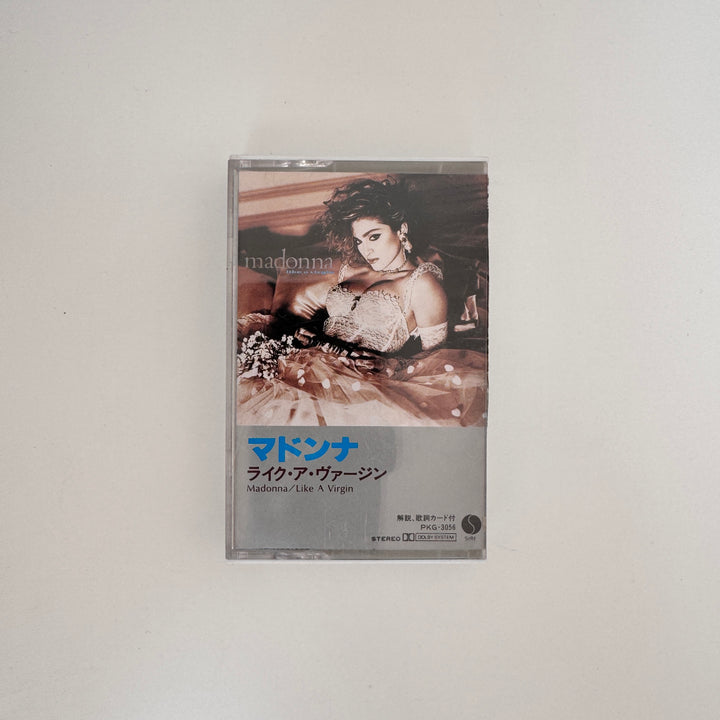 madonna
マドンナ
ライク・ア・ヴァージン
Madonna/Like A Virgin
解説、歌詞カード付
PKG-3056
STEREO DOLBY SYSTEM
Sire